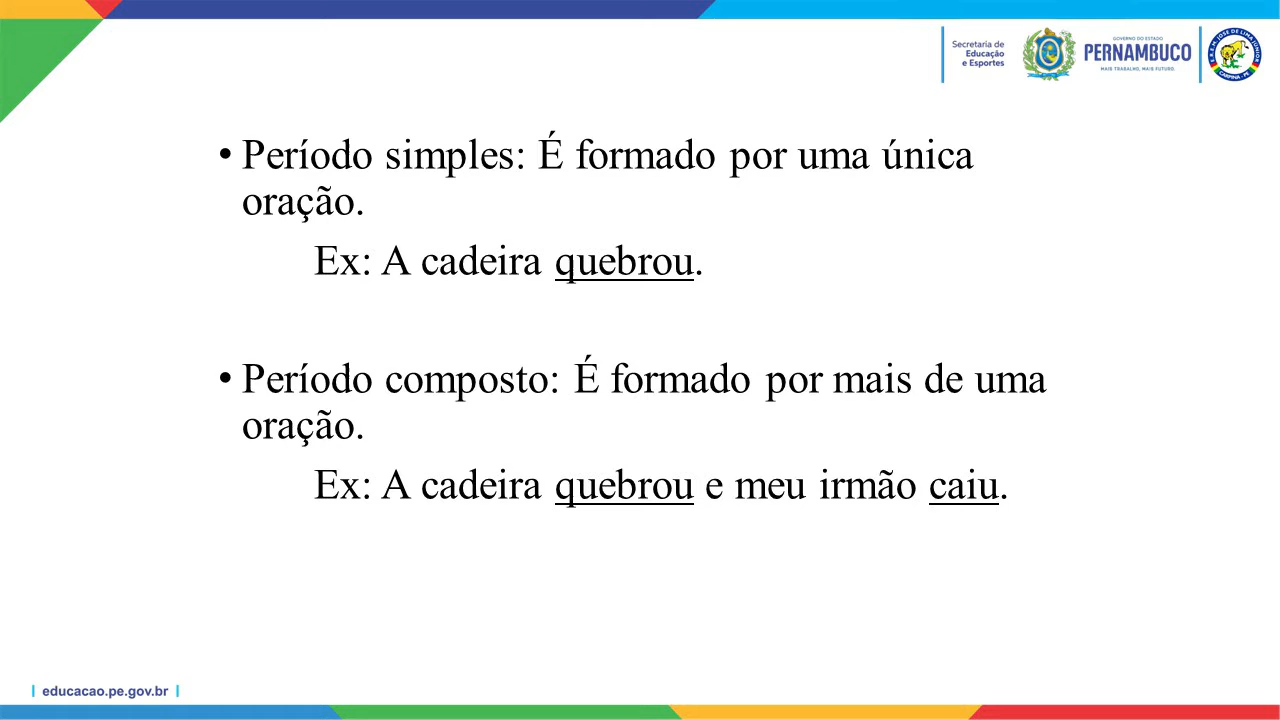 Secretaria de
Educação
e Esportes
GOVERNO DO ESTADO
PERNAMBUCO
MAIS TRABALHO, MAIS FUTURO.
CARPINA - PE
• Período simples: É formado por uma única
oração.
Ex: A cadeira quebrou.
• Período composto: É formado por mais de uma
oração.
Ex: A cadeira quebrou e meu irmão caiu.
educacao.pe.gov.br